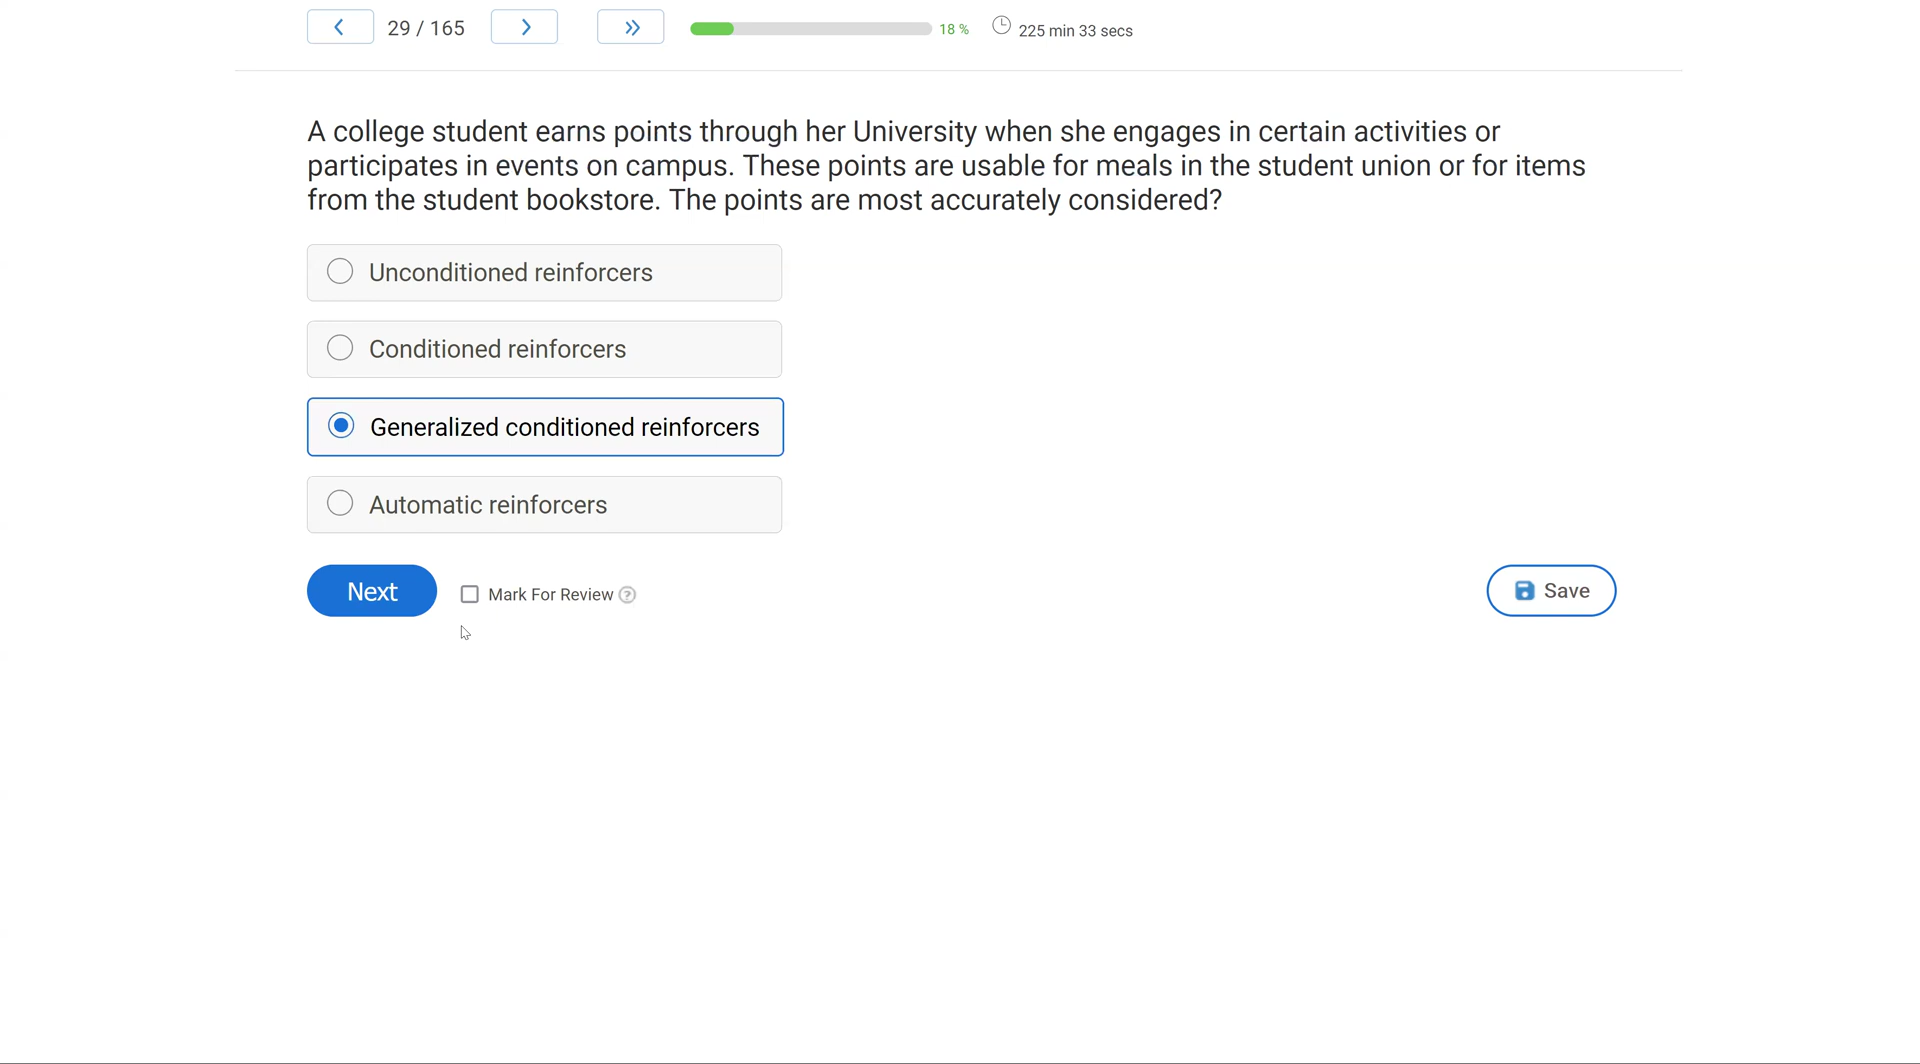 29 / 165
18 %
225 min 33 secs
A college student earns points through her University when she engages in certain activities or
participates in events on campus. These points are usable for meals in the student union or for items
from the student bookstore. The points are most accurately considered?
Unconditioned reinforcers
Conditioned reinforcers
Generalized conditioned reinforcers
Automatic reinforcers
Next
Mark For Review ?
Save